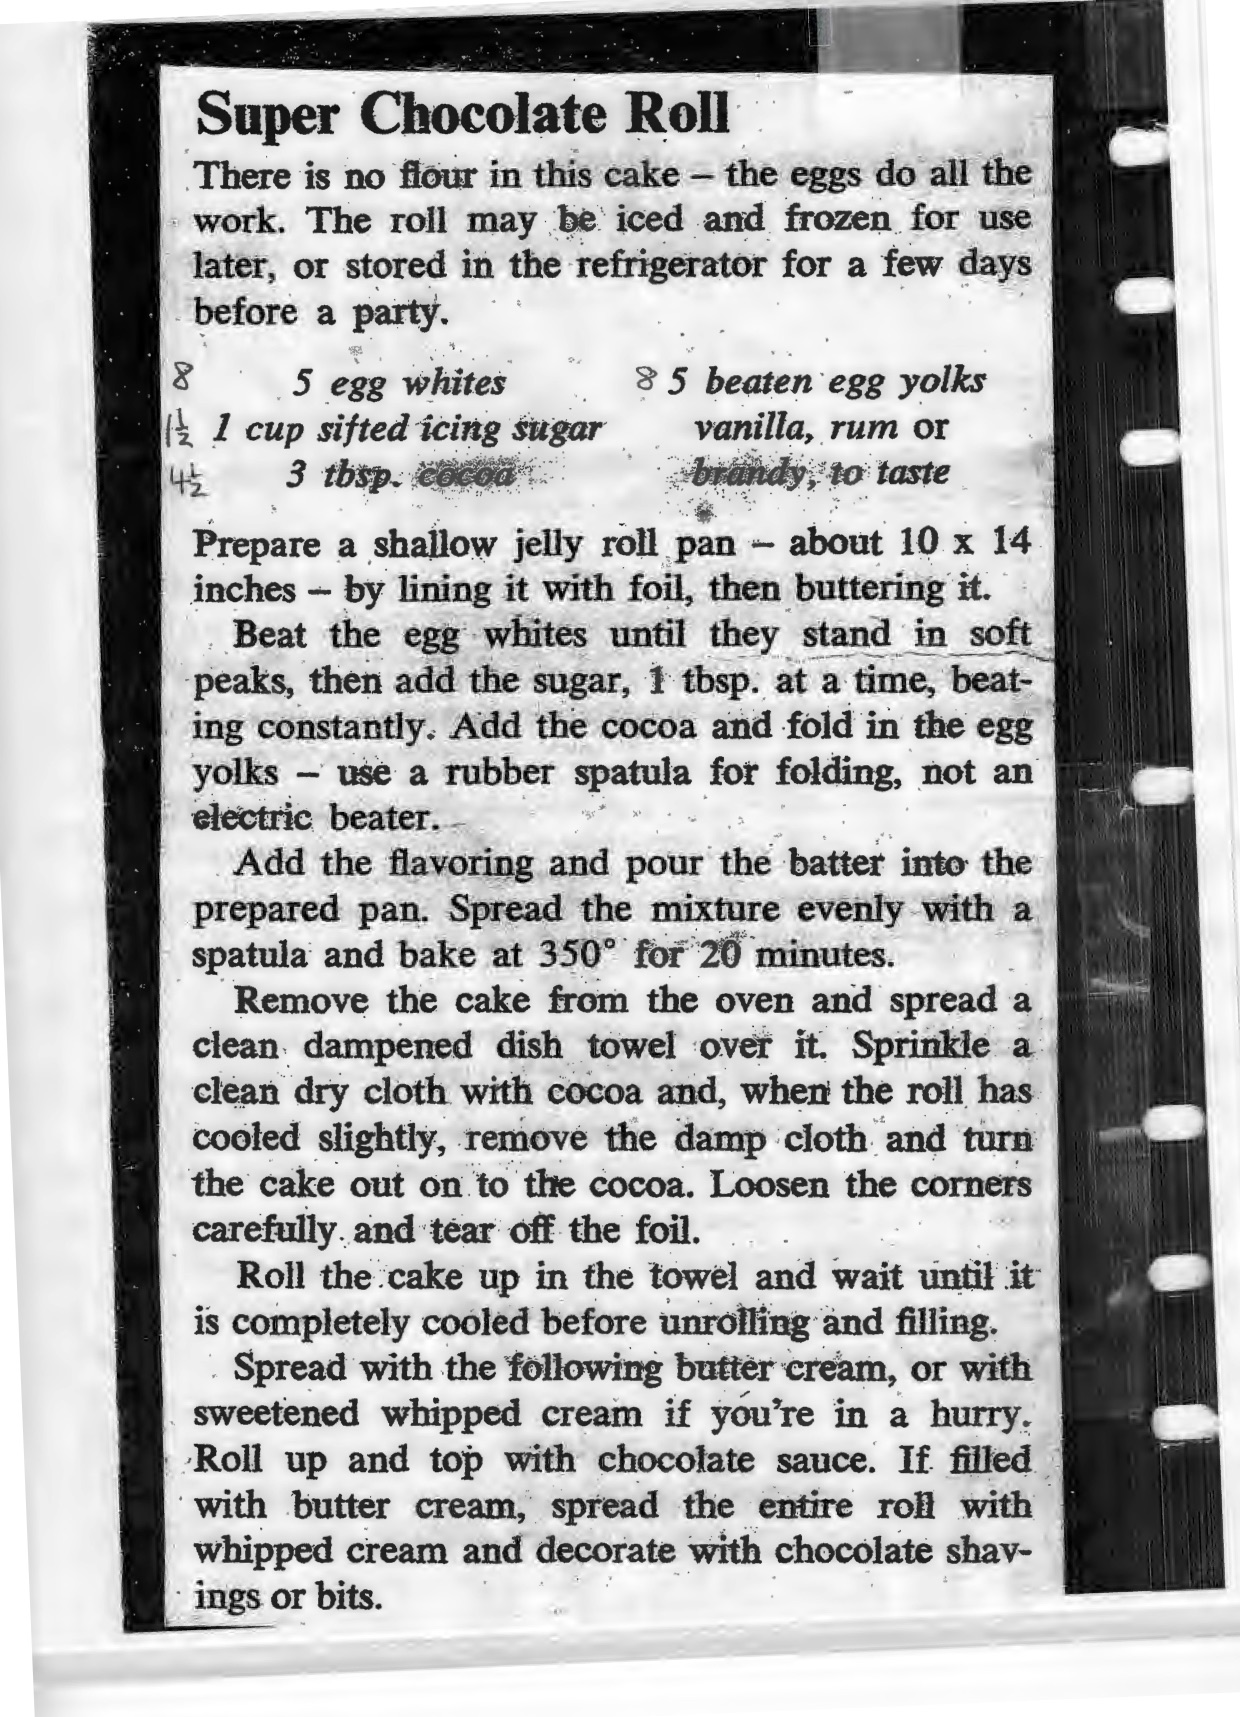 Super Chocolate Roll
There is no flour in this cake – the eggs do all the
work. The roll may be iced and frozen for use
later, or stored in the refrigerator for a few days
before a party.
8 5 egg whites
1½ 1 cup sifted icing sugar
4½ 3 tbsp. cocoa
8 5 beaten egg yolks
vanilla, rum or
brandy, to taste
Prepare a shallow jelly roll pan – about 10 x 14
inches – by lining it with foil, then buttering it.
Beat the egg whites until they stand in soft
peaks, then add the sugar, 1 tbsp. at a time, beat-
ing constantly. Add the cocoa and fold in the egg
yolks – use a rubber spatula for folding, not an
electric beater.
Add the flavoring and pour the batter into the
prepared pan. Spread the mixture evenly with a
spatula and bake at 350° for 20 minutes.
Remove the cake from the oven and spread a
clean dampened dish towel over it. Sprinkle a
clean dry cloth with cocoa and, when the roll has
cooled slightly, remove the damp cloth and turn
the cake out on to the cocoa. Loosen the corners
carefully and tear off the foil.
Roll the cake up in the towel and wait until it
is completely cooled before unrolling and filling.
Spread with the following butter cream, or with
sweetened whipped cream if you're in a hurry.
Roll up and top with chocolate sauce. If filled
with butter cream, spread the entire roll with
whipped cream and decorate with chocolate shav-
ings or bits.